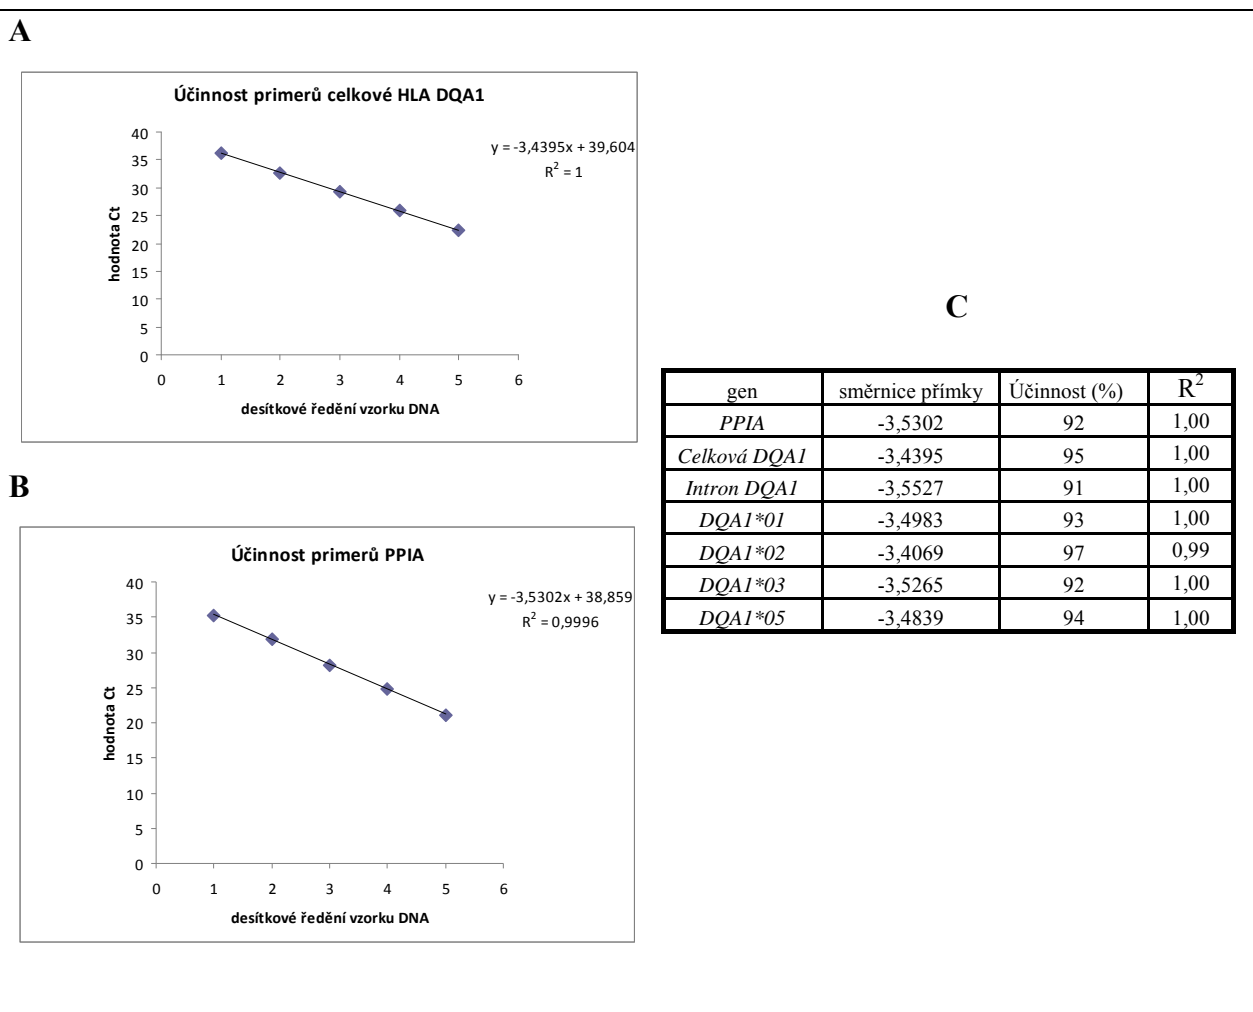 A
Účinnost primerů celkové HLA DQA1
y = -3,4395x + 39,604
R² = 1
40
35
30
25
20
15
10
5
0
hodnota Ct
0 1 2 3 4 5 6
desítkové ředění vzorku DNA
B
Účinnost primerů PPIA
y = -3,5302x + 38,859
R² = 0,9996
40
35
30
25
20
15
10
5
0
hodnota Ct
0 1 2 3 4 5 6
desítkové ředění vzorku DNA
C
gen směrnice přímky Účinnost (%) R²
PPIA -3,5302 92 1,00
Celková DQA1 -3,4395 95 1,00
Intron DQA1 -3,5527 91 1,00
DQA1*01 -3,4983 93 1,00
DQA1*02 -3,4069 97 0,99
DQA1*03 -3,5265 92 1,00
DQA1*05 -3,4839 94 1,00